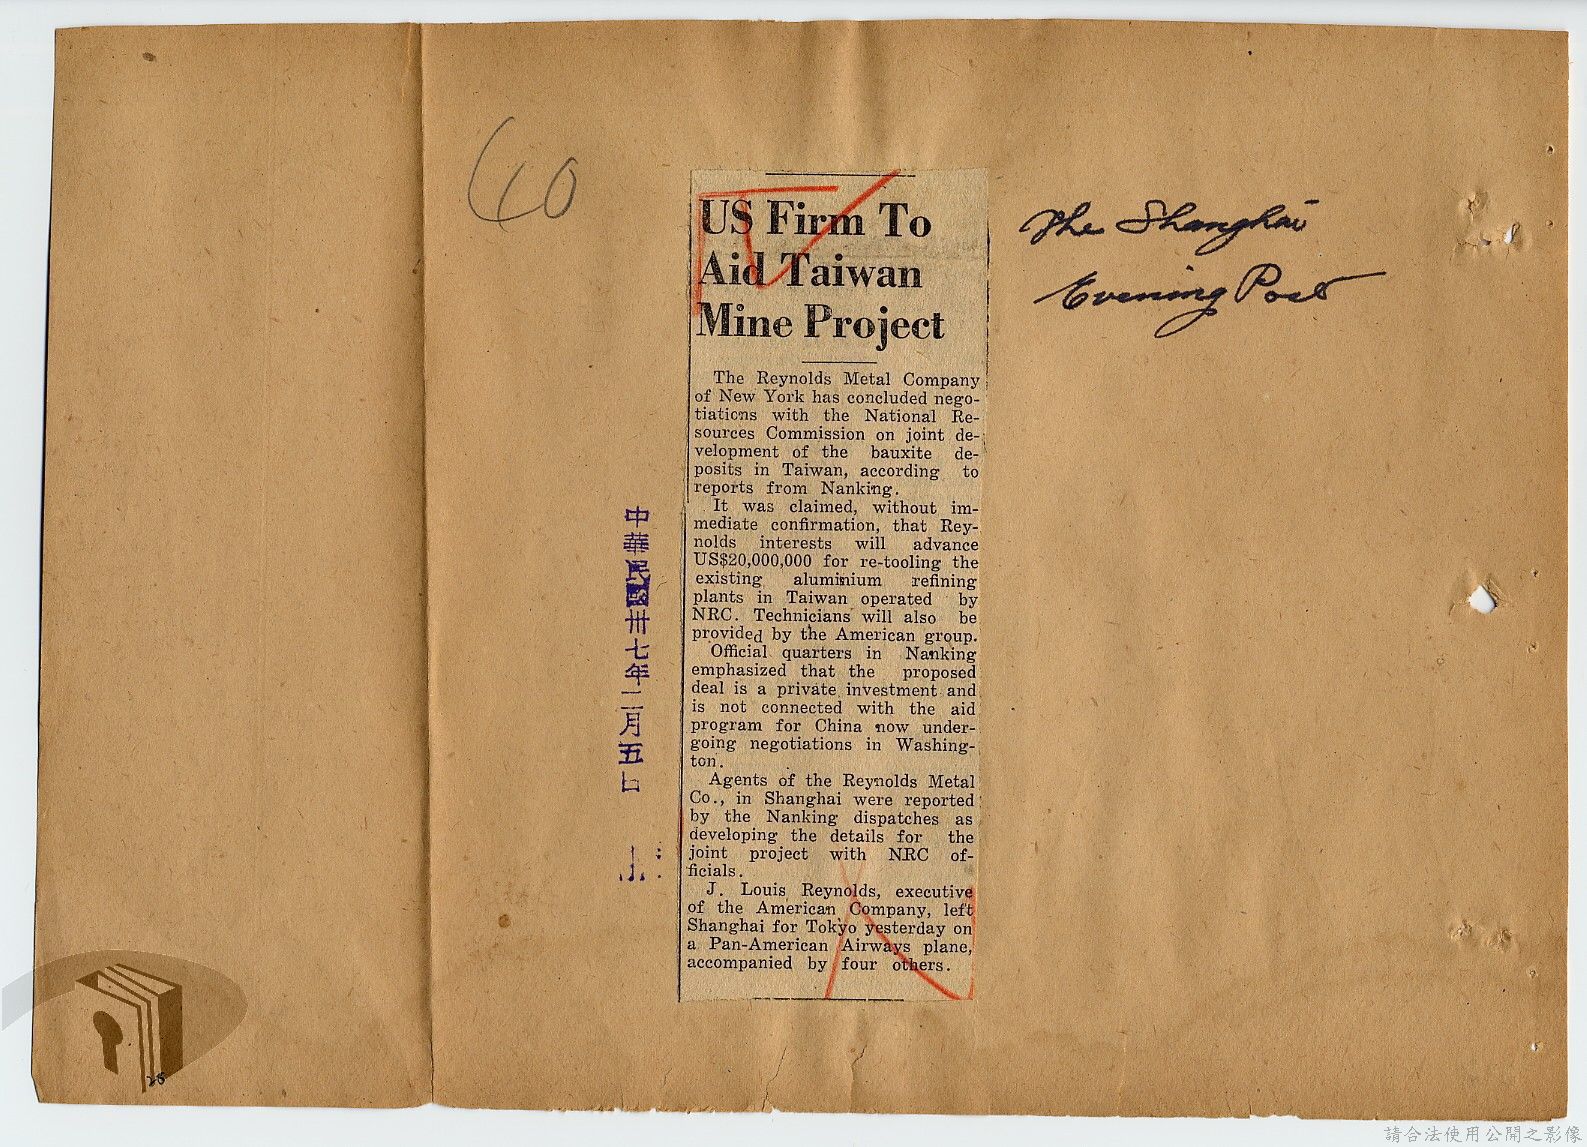 The Shanghai
Evening Post
US Firm To
Aid Taiwan
Mine Project
The Reynolds Metal Company
of New York has concluded nego-
tiations with the National Re-
sources Commission on joint de-
velopment of the bauxite de-
posits in Taiwan, according to
reports from Nanking.
It was claimed, without im-
mediate confirmation, that Rey-
nolds interests will advance
US$20,000,000 for re-tooling the
existing aluminium refining
plants in Taiwan operated by
NRC. Technicians will also be
provided by the American group.
Official quarters in Nanking
emphasized that the proposed
deal is a private investment and
is not connected with the aid
program for China now under-
going negotiations in Washing-
ton.
Agents of the Reynolds Metal
Co., in Shanghai were reported
by the Nanking dispatches as
developing the details for the
joint project with NRC of-
ficials.
J. Louis Reynolds, executive
of the American Company, left
Shanghai for Tokyo yesterday on
a Pan-American Airways plane,
accompanied by four others.
中華民國卅七年二月五日
28
請合法使用公開之影像